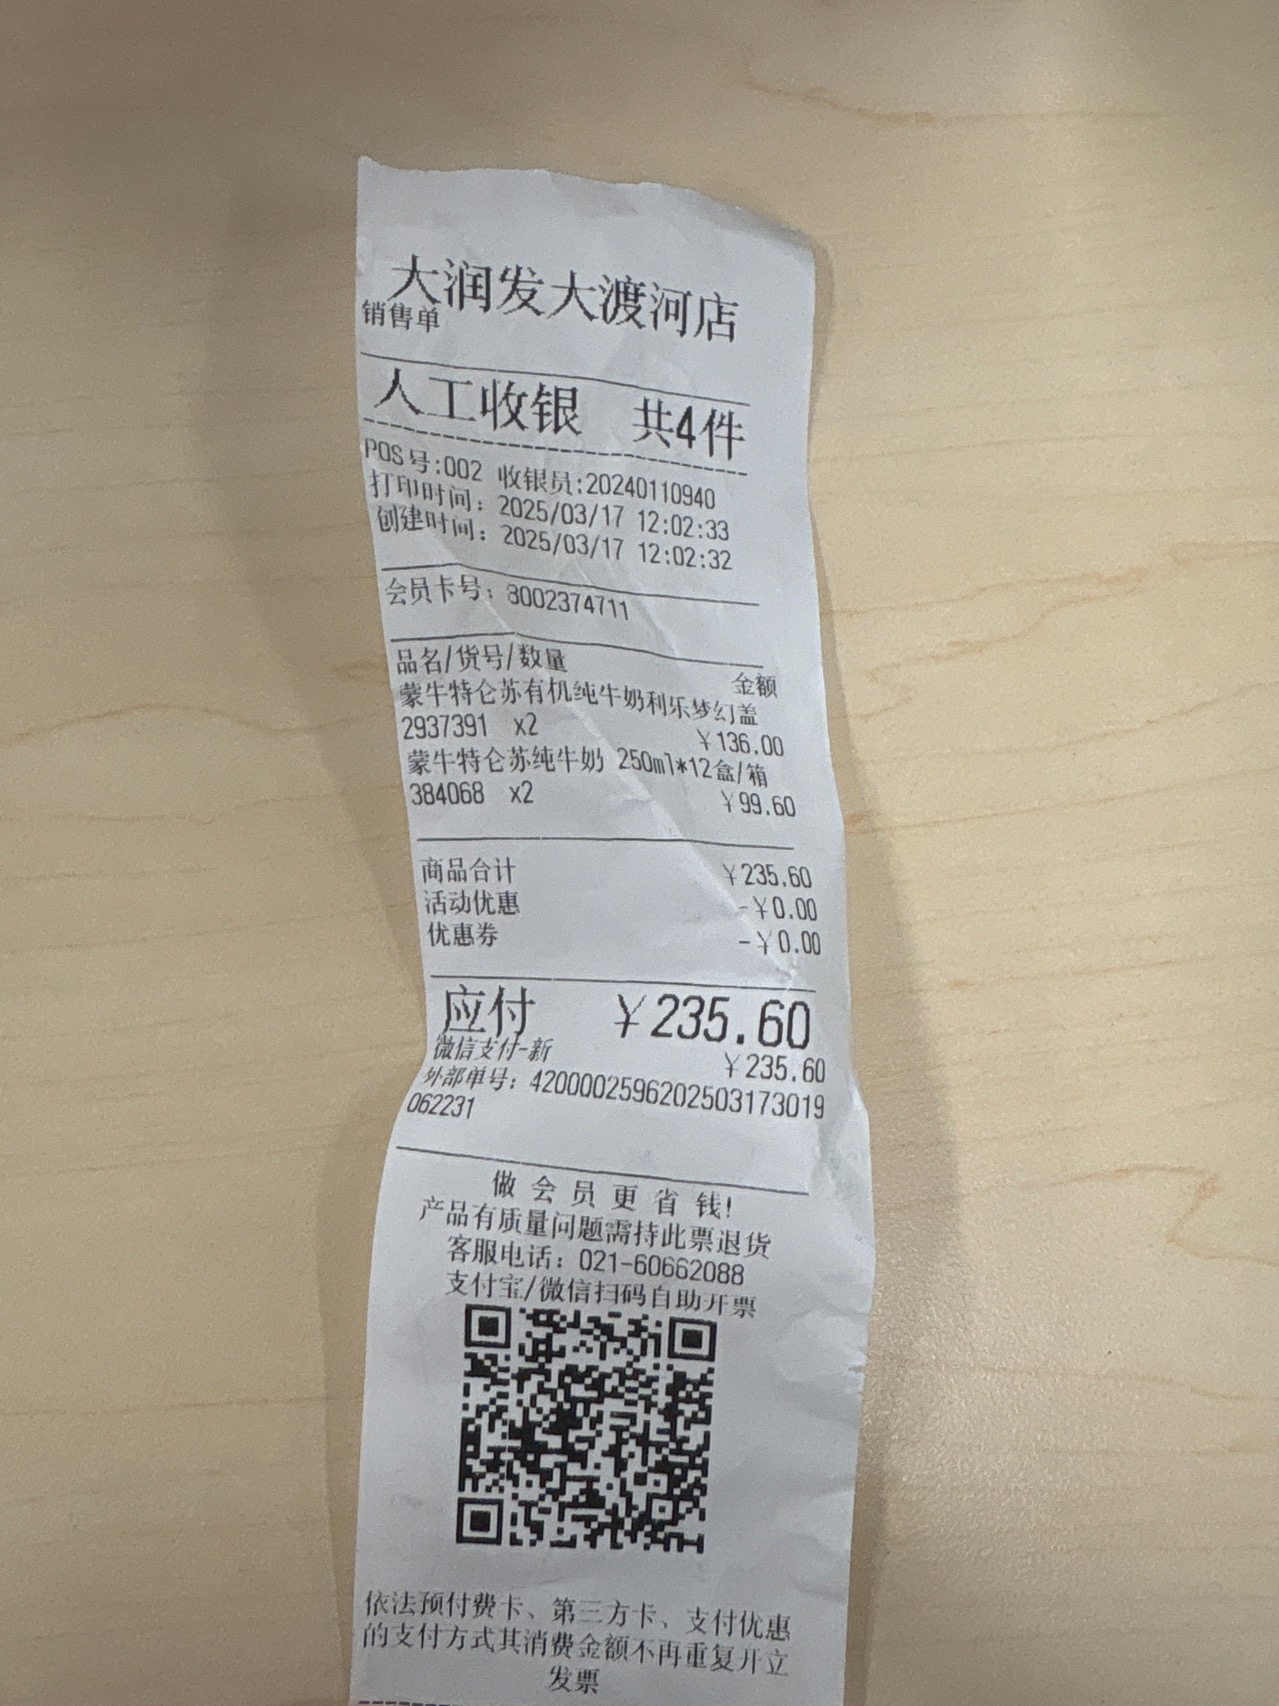 大润发大渡河店
销售单
人工收银 共4件
POS号:002 收银员:20240110940
打印时间: 2025/03/17 12:02:33
创建时间: 2025/03/17 12:02:32
会员卡号: 8002374711
品名/货号/数量 金额
蒙牛特仑苏有机纯牛奶利乐梦幻盖
2937391 x2 ￥136.00
蒙牛特仑苏纯牛奶 250ml*12盒/箱
384068 x2 ￥99.60
商品合计 ￥235.60
活动优惠 -￥0.00
优惠券 -￥0.00
应付 ￥235.60
微信支付-新 ￥235.60
外部单号: 4200002596202503173019
062231
做会员更省钱!
产品有质量问题需持此票退货
客服电话: 021-60662088
支付宝/微信扫码自助开票
依法预付费卡、第三方卡、支付优惠
的支付方式其消费金额不再重复开立
发票